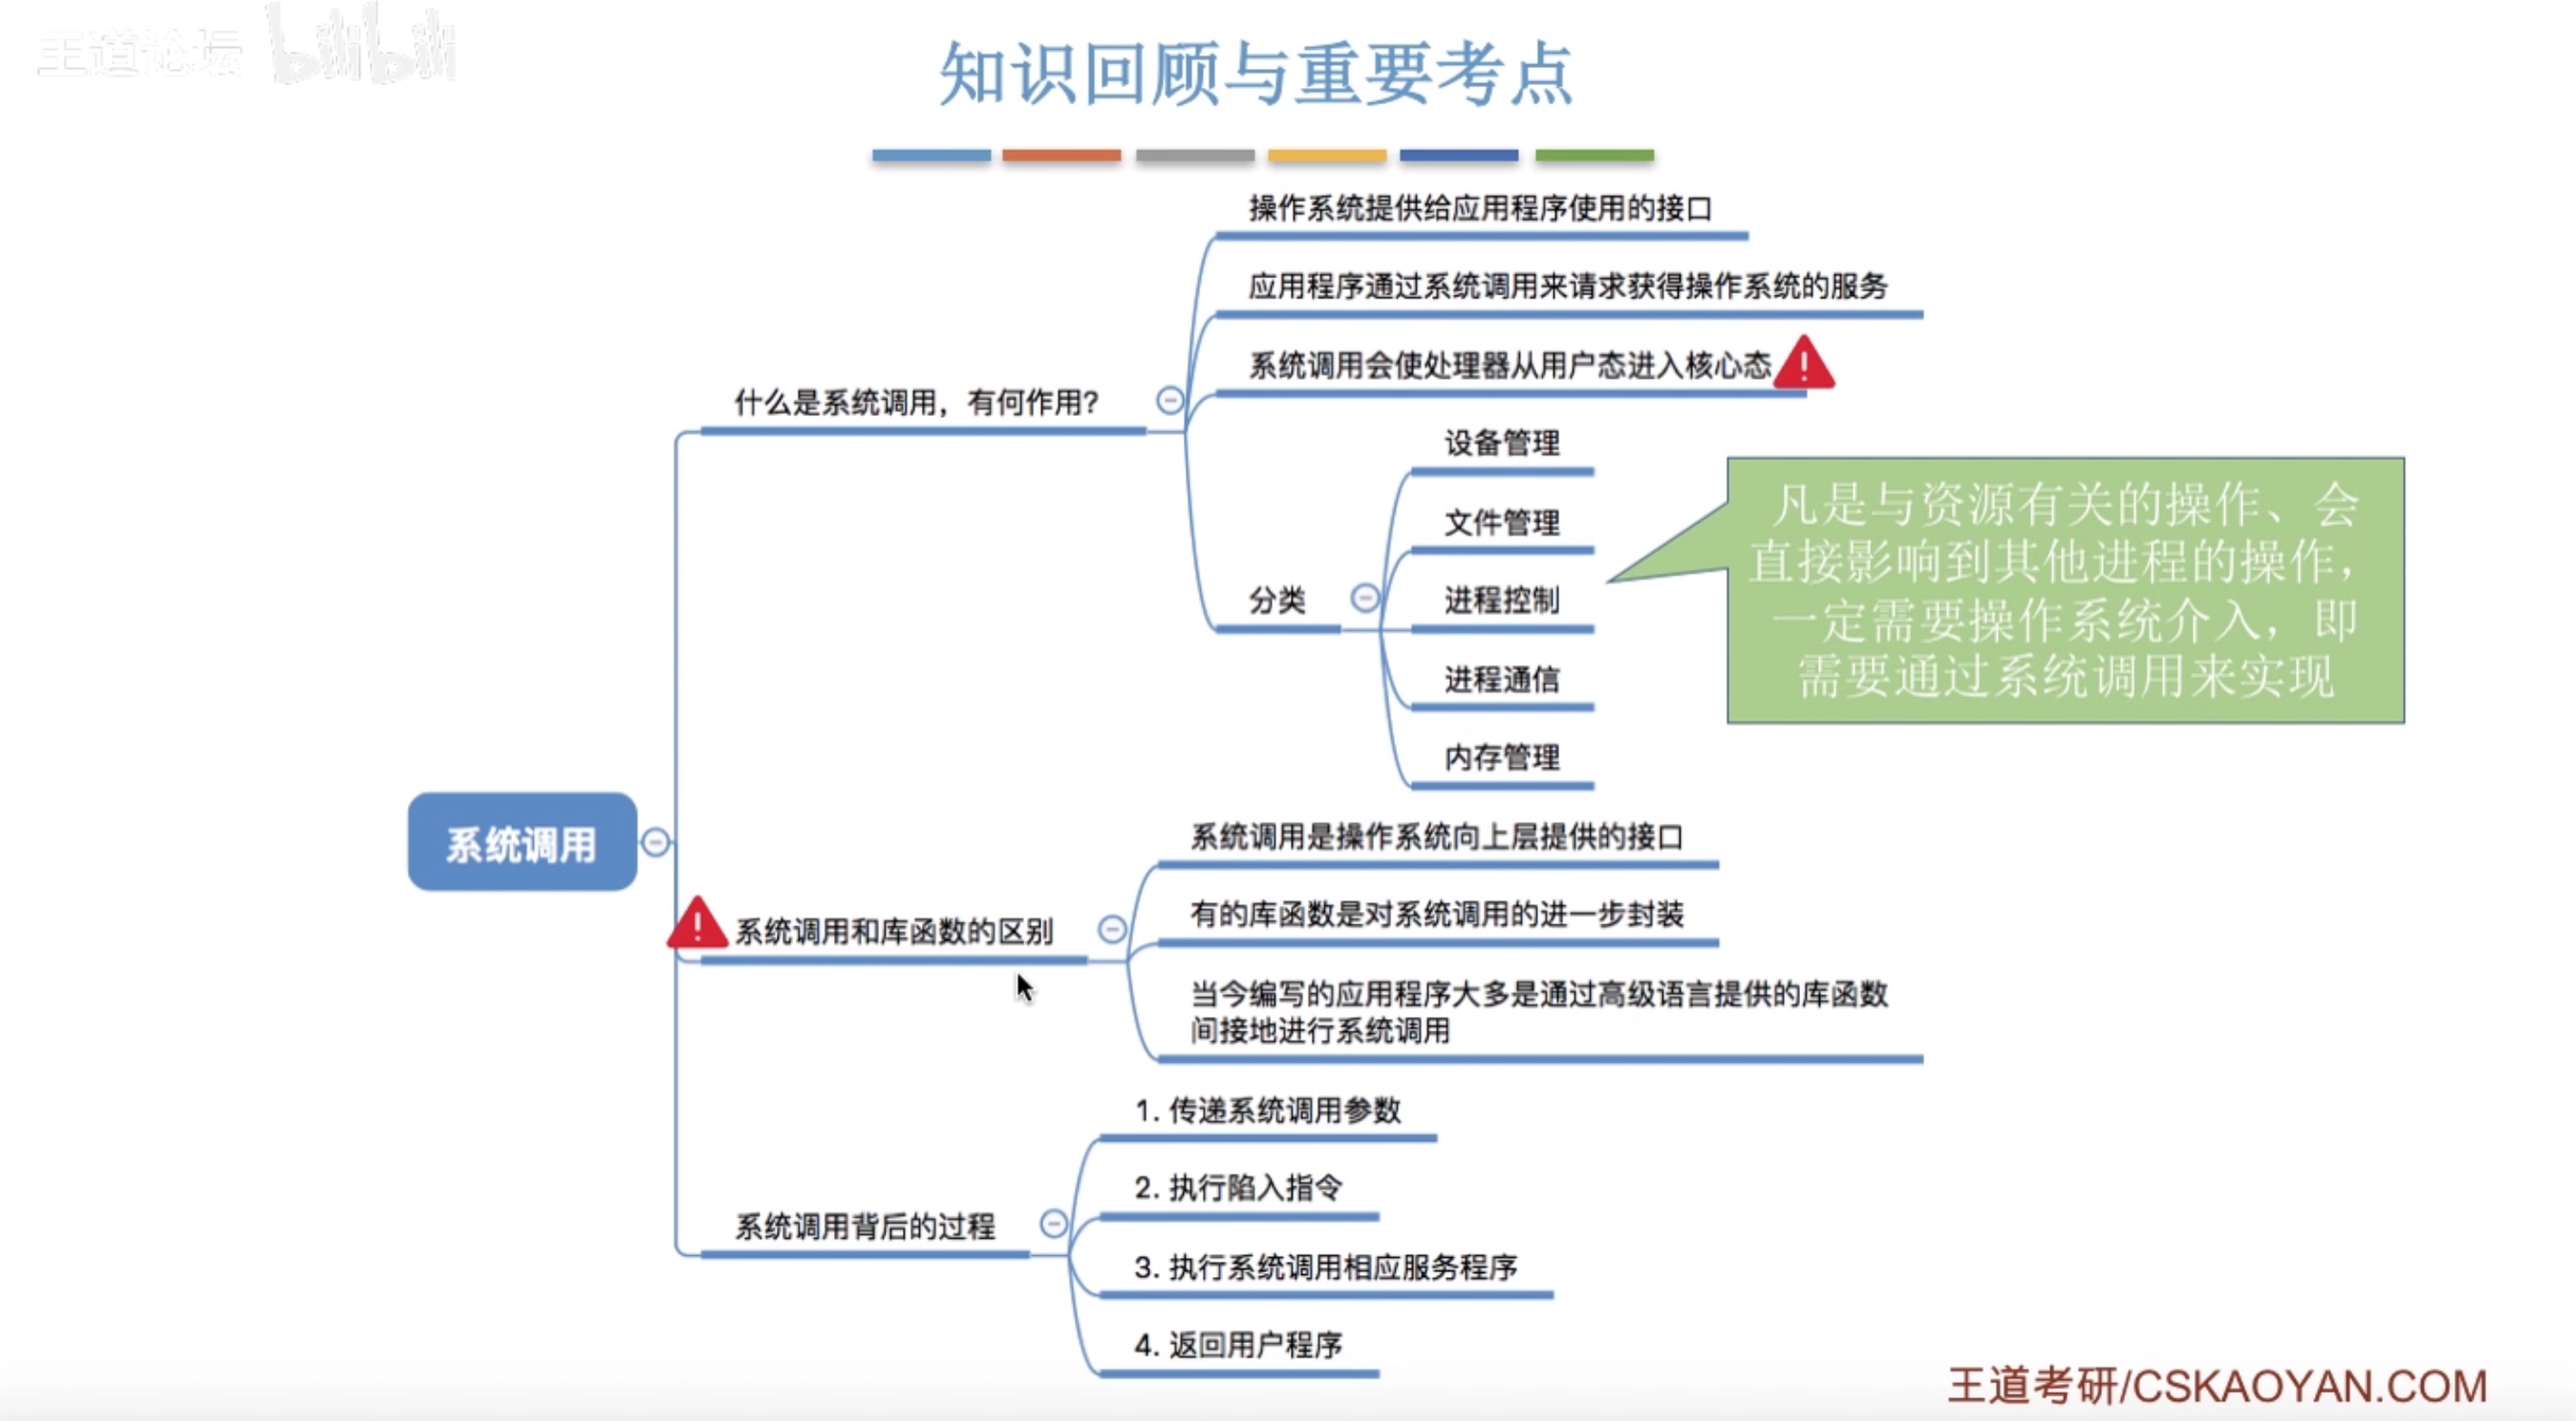 王道论坛 bilibili
知识回顾与重要考点
操作系统提供给应用程序使用的接口
应用程序通过系统调用来请求获得操作系统的服务
系统调用会使处理器从用户态进入核心态
什么是系统调用，有何作用?
设备管理
文件管理
分类
进程控制
进程通信
内存管理
凡是与资源有关的操作、会
直接影响到其他进程的操作，
一定需要操作系统介入，即
需要通过系统调用来实现
系统调用
系统调用是操作系统向上层提供的接口
有的库函数是对系统调用的进一步封装
系统调用和库函数的区别
当今编写的应用程序大多是通过高级语言提供的库函数
间接地进行系统调用
1. 传递系统调用参数
2. 执行陷入指令
系统调用背后的过程
3. 执行系统调用相应服务程序
4. 返回用户程序
王道考研/CSKAOYAN.COM